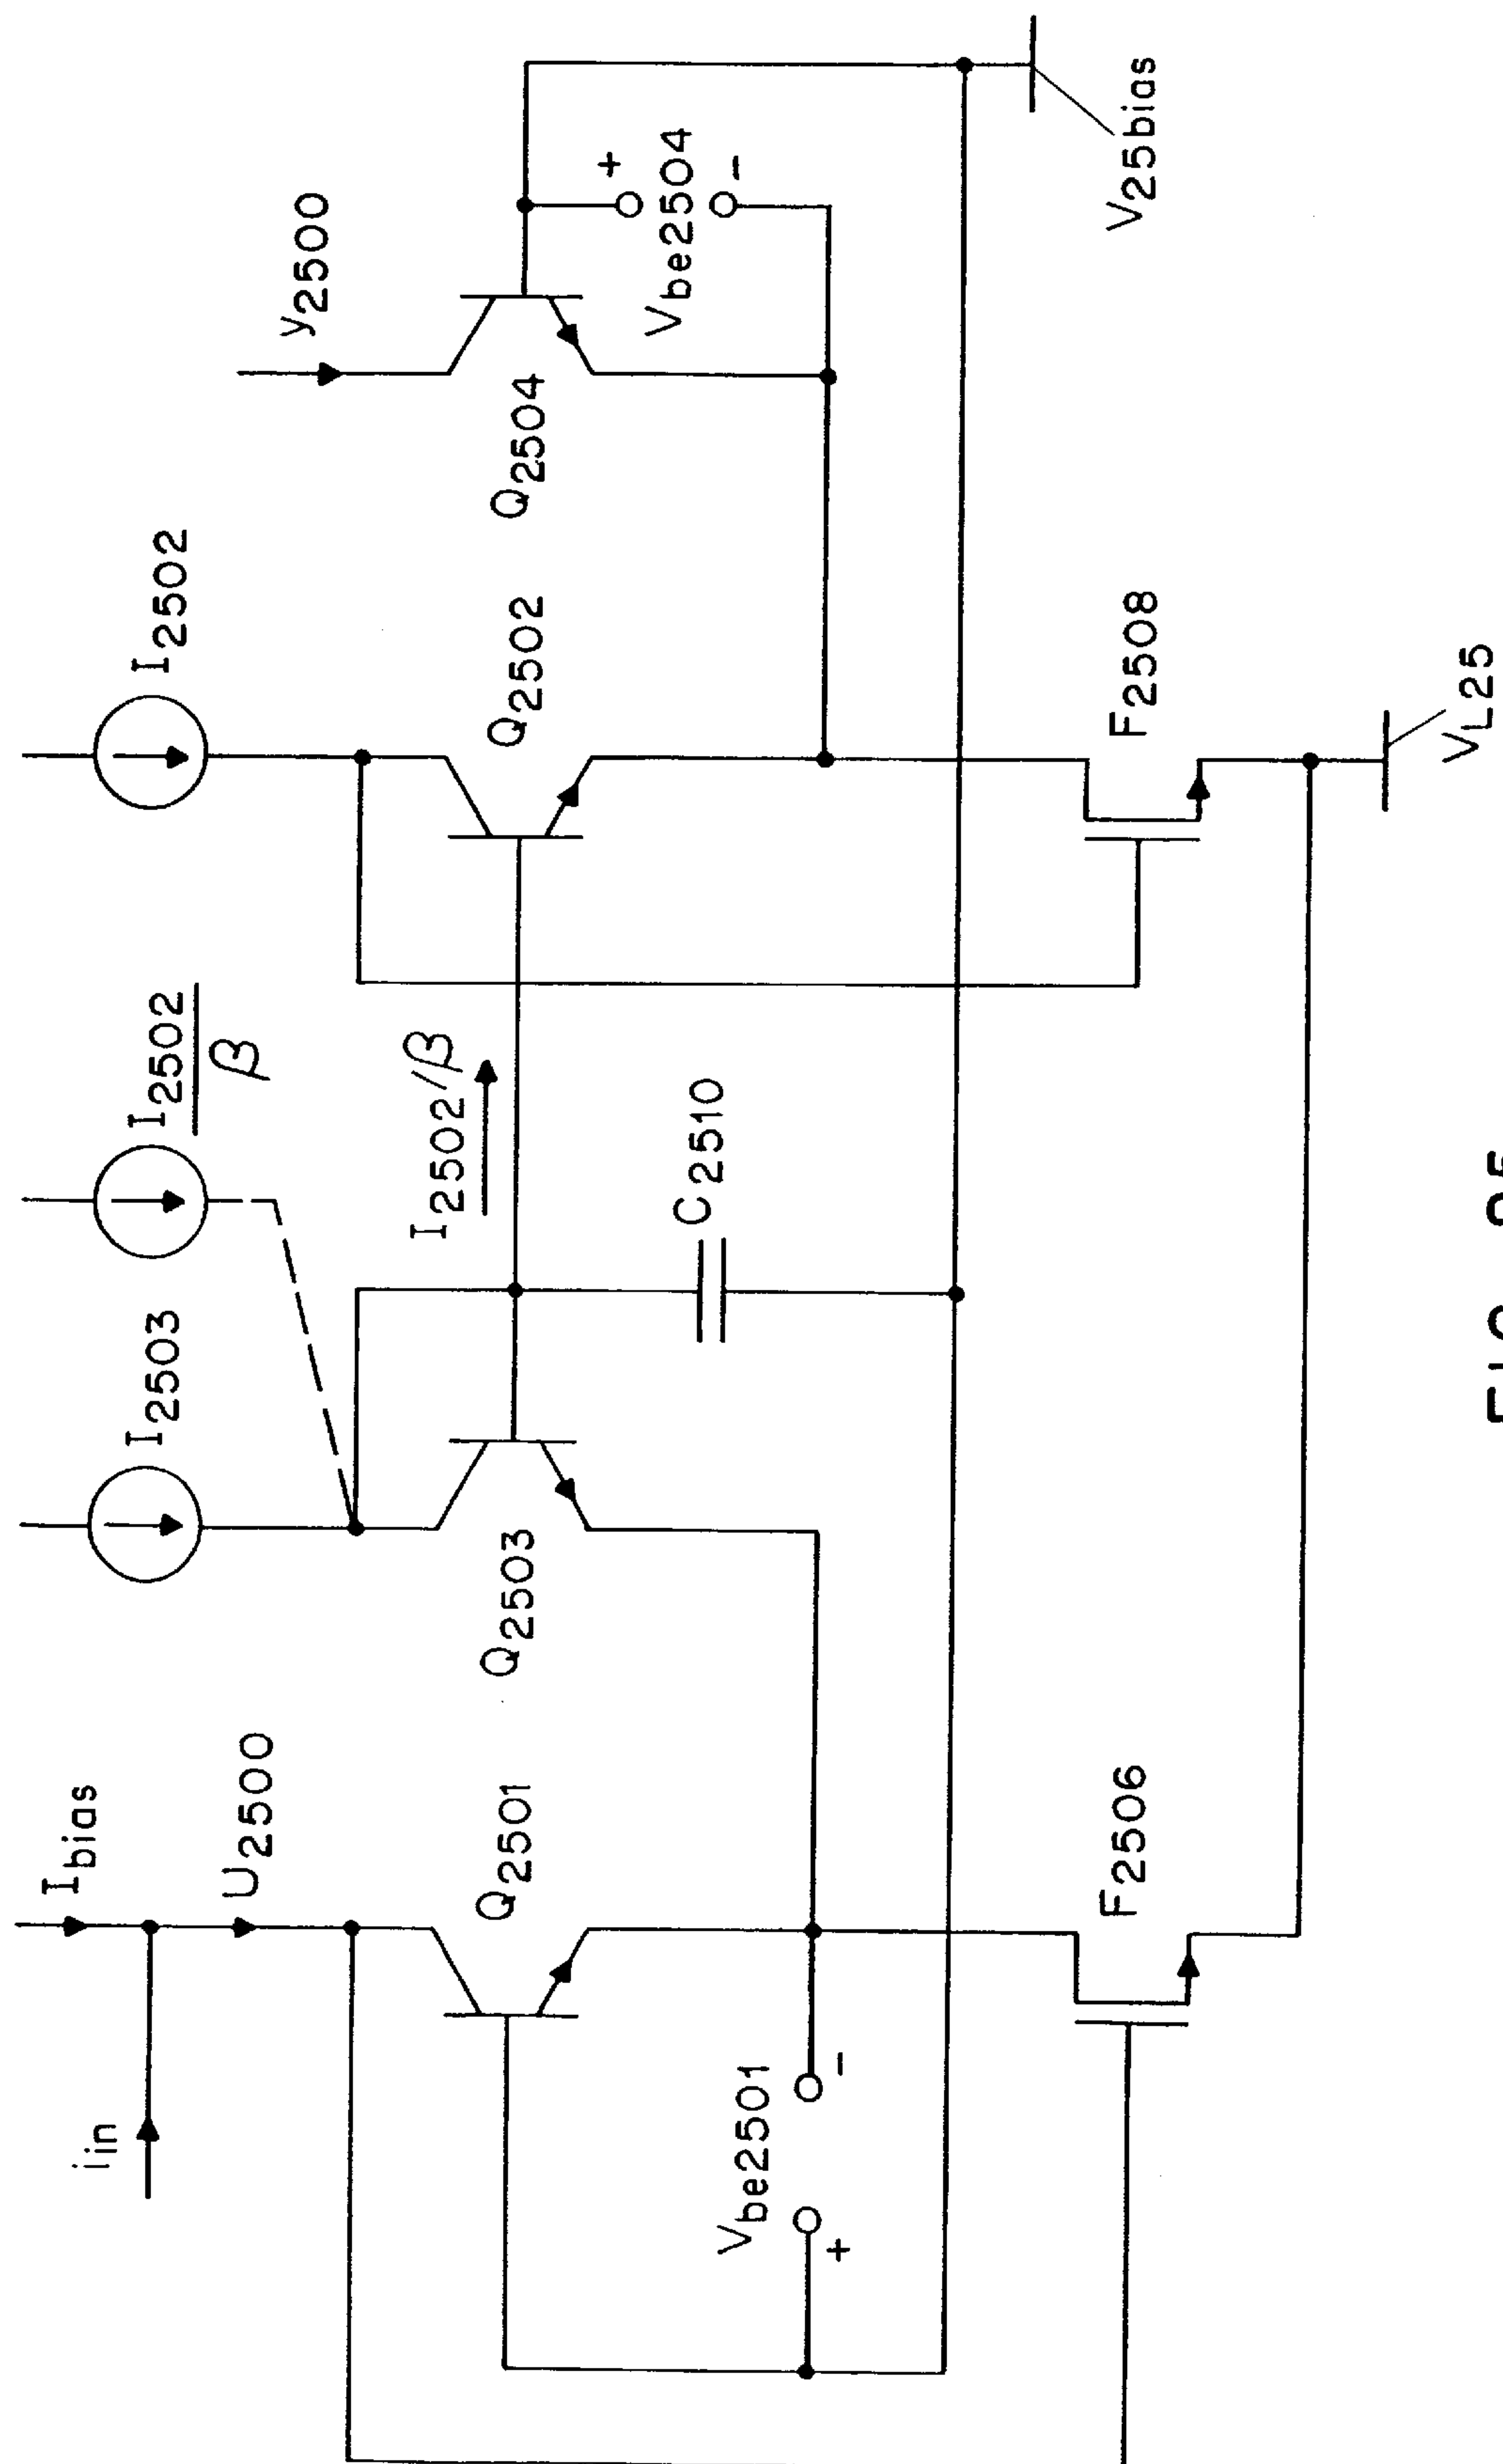 Ibias
iin
U2500
Q2501
Vbe2501
+ -
F2506
I2503
Q2503
I2502
β
I2502/β
C2510
I2502
Q2502
F2508
VL25
y2500
Q2504
Vbe2504
+ -
V25bias